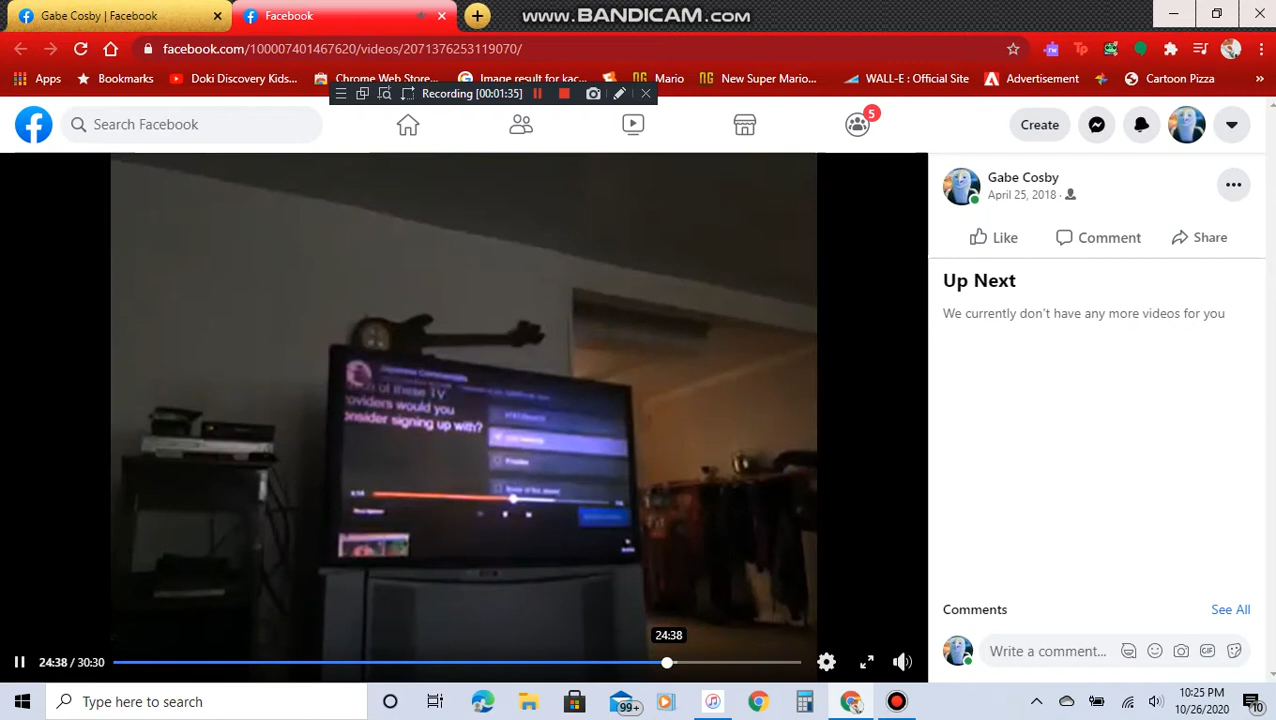 Gabe Cosby | Facebook
Facebook
WWW.BANDICAM.COM
facebook.com/100007401467620/videos/2071376253119070/
Apps
Bookmarks
Doki Discovery Kids...
Chrome Web Store...
Image result for kac...
Mario
New Super Mario...
WALL·E : Official Site
Advertisement
Cartoon Pizza
Recording [00:01:35]
Search Facebook
5
Create
Gabe Cosby
April 25, 2018 ·
Like
Comment
Share
Up Next
We currently don't have any more videos for you
of these TV
oviders would you
onsider signing up with?
24:38
24:38 / 30:30
Comments
See All
Write a comment...
GIF
Type here to search
99+
10:25 PM
10/26/2020
10